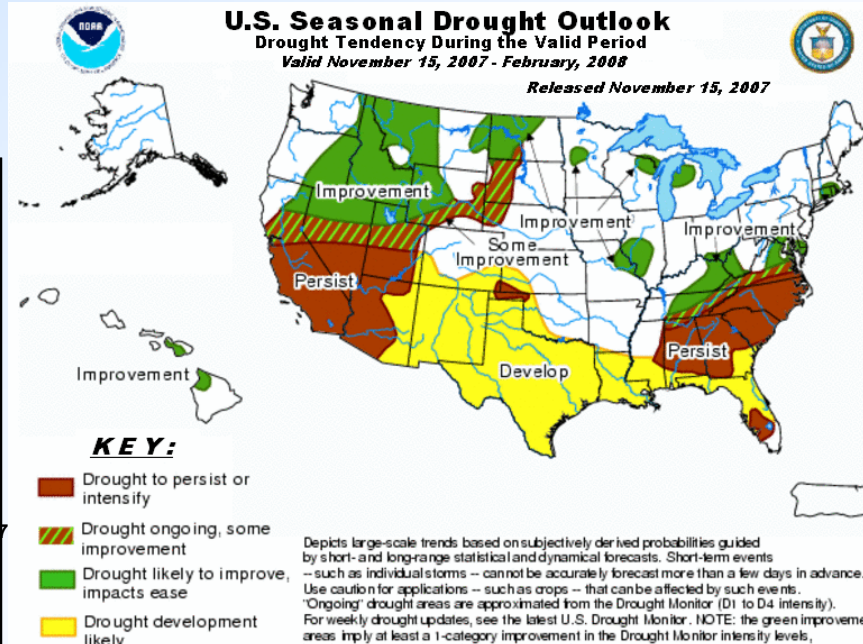 U.S. Seasonal Drought Outlook
Drought Tendency During the Valid Period
Valid November 15, 2007 - February, 2008
Released November 15, 2007
NOAA
Improvement
Improvement
Improvement
Some
Improvement
Persist
Persist
Develop
Improvement
KEY:
Drought to persist or
intensify
Drought ongoing, some
improvement
Drought likely to improve,
impacts ease
Drought development
likely
7
Depicts large-scale trends based on subjectively derived probabilities guided
by short- and long-range statistical and dynamical forecasts. Short-term events
-- such as individual storms -- cannot be accurately forecast more than a few days in advance.
Use caution for applications -- such as crops -- that can be affected by such events.
"Ongoing" drought areas are approximated from the Drought Monitor (D1 to D4 intensity).
For weekly drought updates, see the latest U.S. Drought Monitor. NOTE: the green improveme
areas imply at least a 1-category improvement in the Drought Monitor intensity levels,